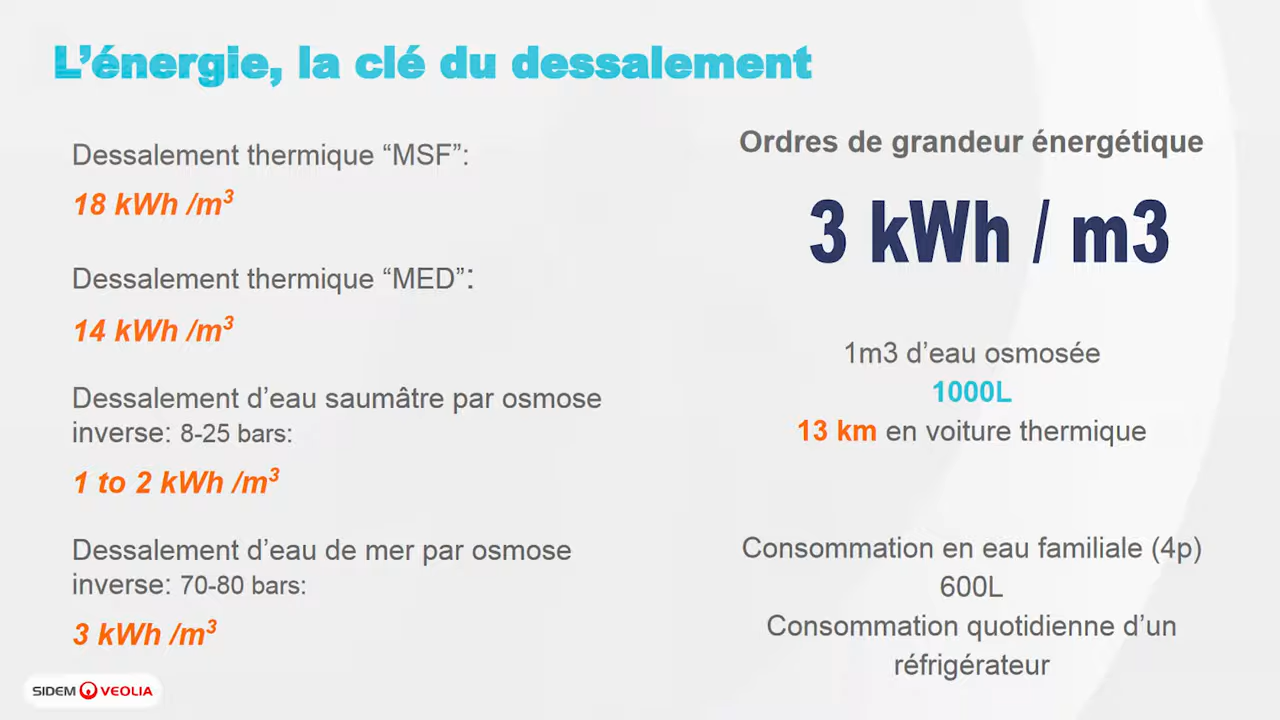 L’énergie, la clé du dessalement
Dessalement thermique “MSF”:
18 kWh /m³
Dessalement thermique “MED”:
14 kWh /m³
Dessalement d’eau saumâtre par osmose
inverse: 8-25 bars:
1 to 2 kWh /m³
Dessalement d’eau de mer par osmose
inverse: 70-80 bars:
3 kWh /m³
Ordres de grandeur énergétique
3 kWh / m3
1m3 d’eau osmosée
1000L
13 km en voiture thermique
Consommation en eau familiale (4p)
600L
Consommation quotidienne d’un
réfrigérateur
SIDEM VEOLIA